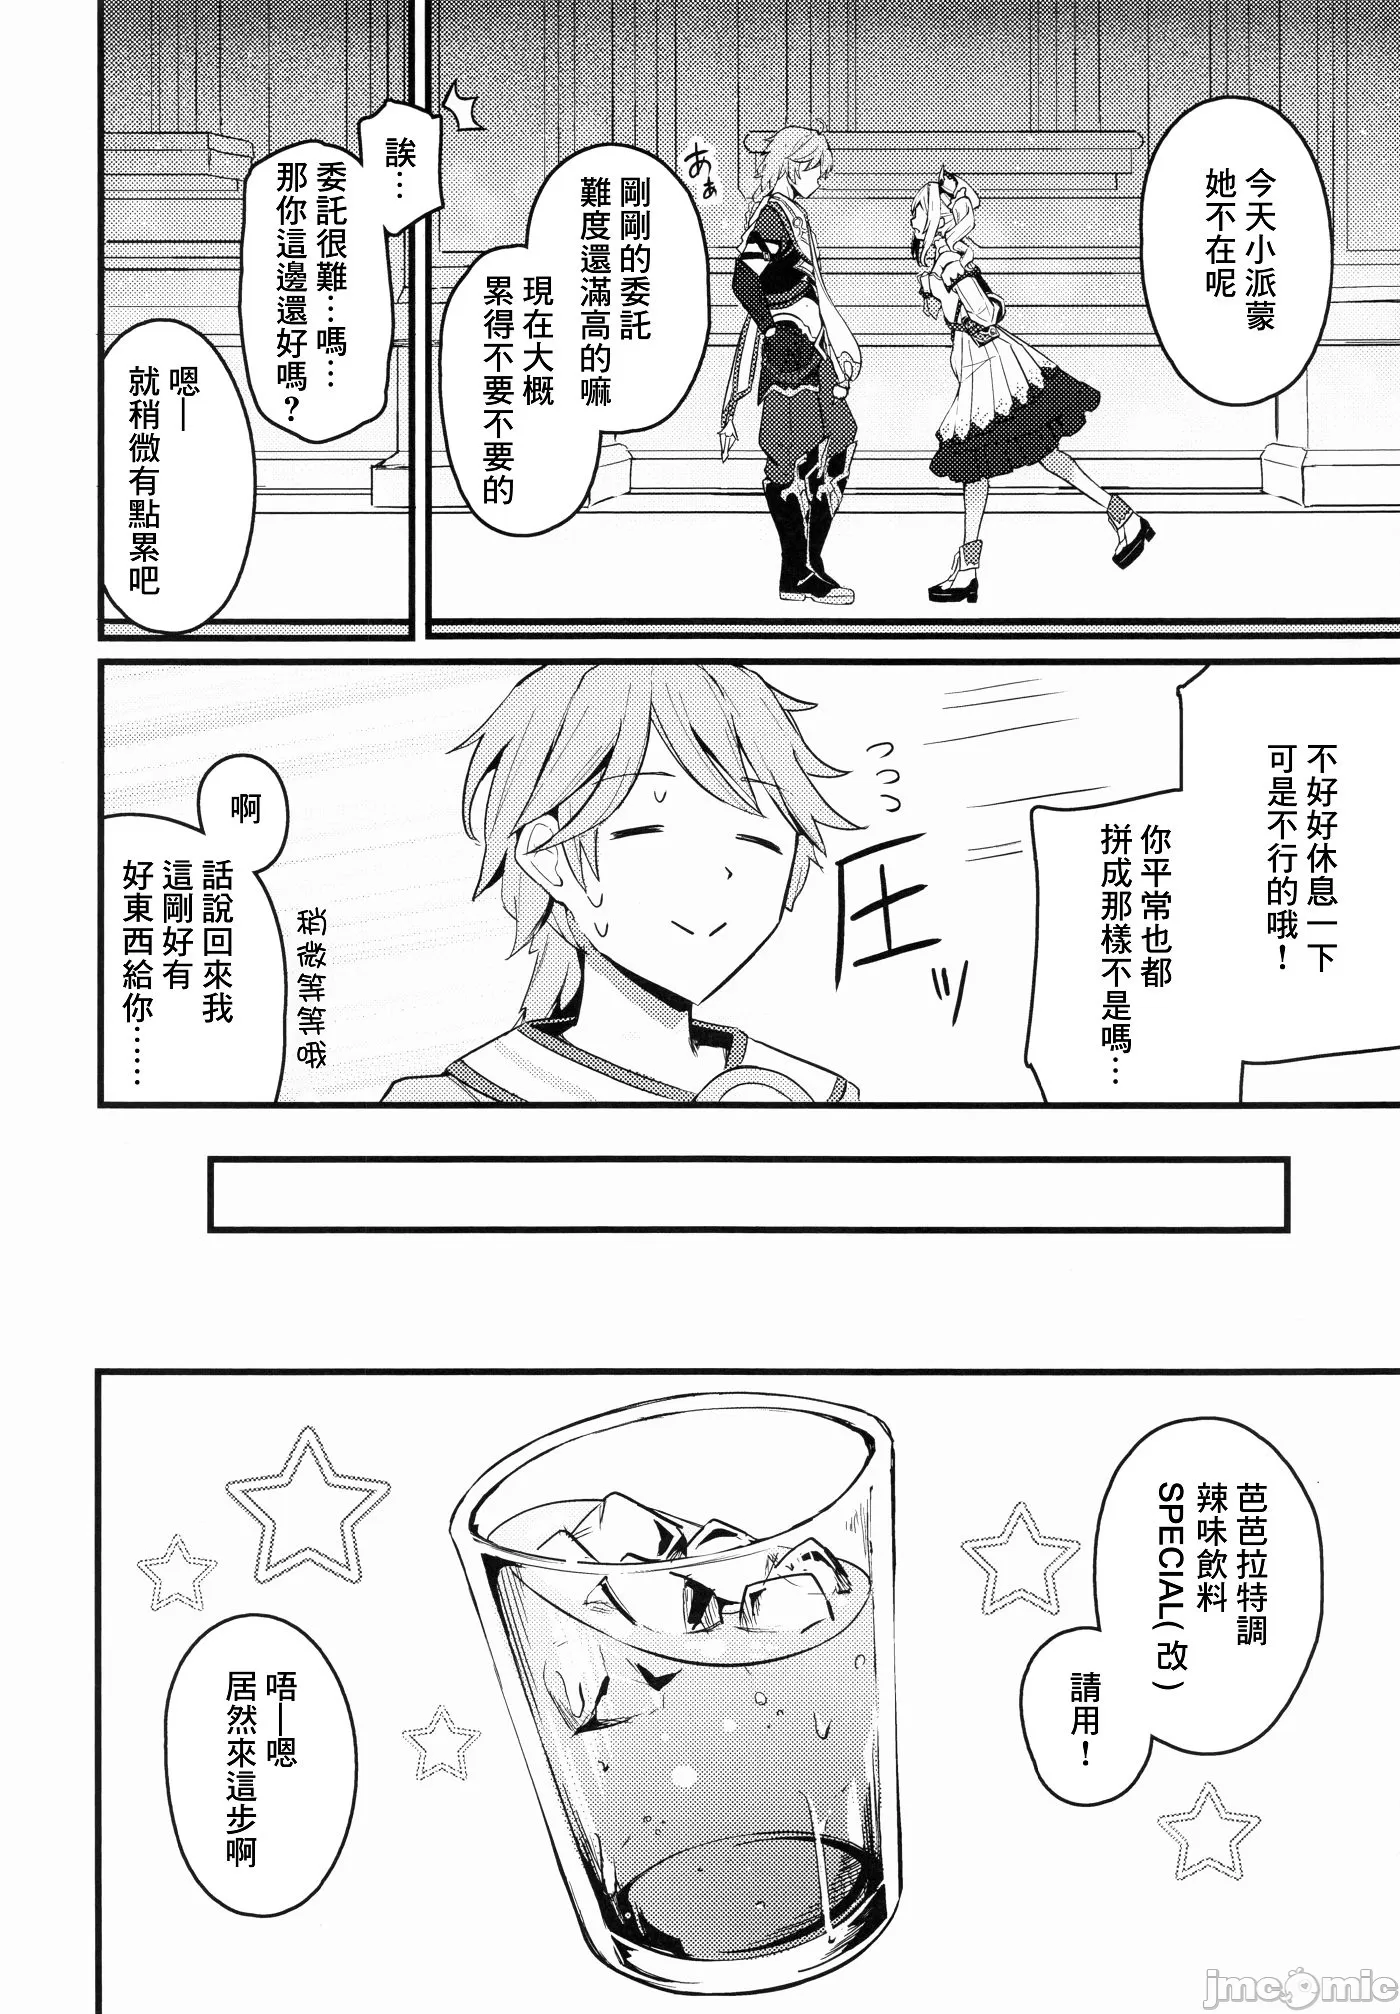 今天小派蒙
她不在呢
あぁ
剛剛的委託
難度還滿高的嘛
現在大概
累得不要不要的
誒…
委託很難…嗎…
那你這邊還好嗎?
嗯—
就稍微有點累吧
不好好休息一下
可是不行的哦!
你平常也都
拼成那樣不是嗎…
圧ッ
稍微等等哦
啊
話說回來我
這剛好有
好東西給你……
芭芭拉特調
辣味飲料
SPECIAL(改)
請用!
唔—嗯
居然來這步啊
jmcomic